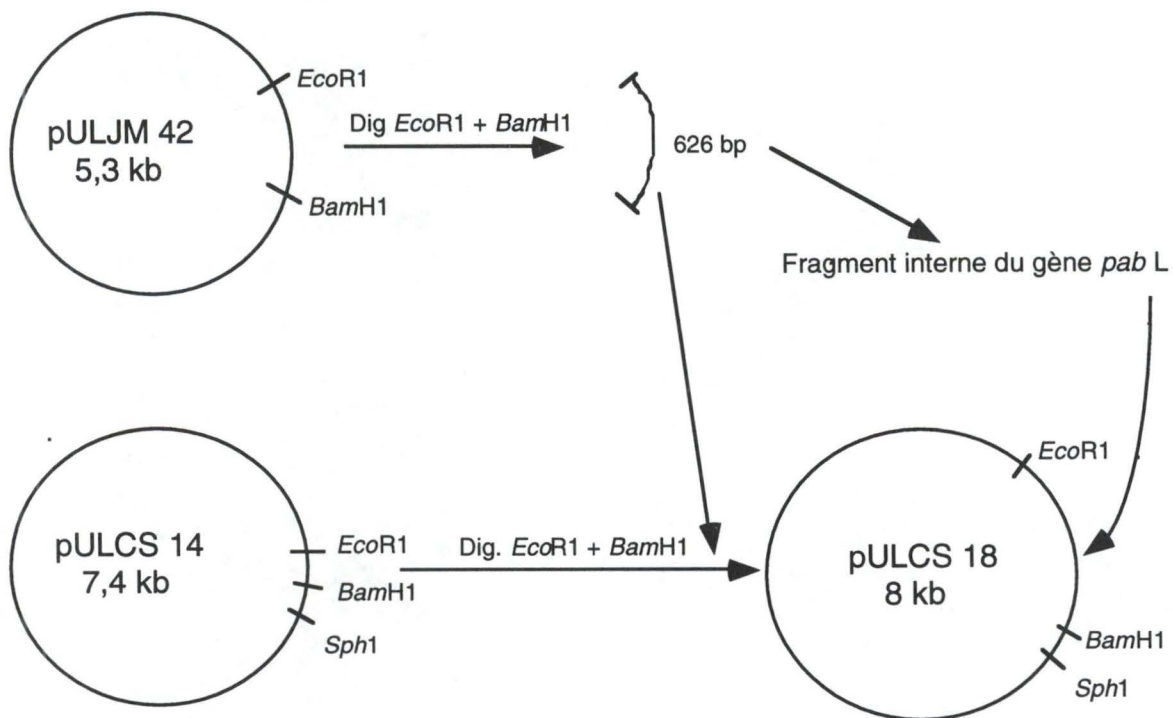 EcoR1
pULJM 42
5,3 kb
BamH1
Dig EcoR1 + BamH1
626 bp
Fragment interne du gène pab L
pULCS 14
7,4 kb
EcoR1
BamH1
Sph1
Dig. EcoR1 + BamH1
EcoR1
pULCS 18
8 kb
BamH1
Sph1